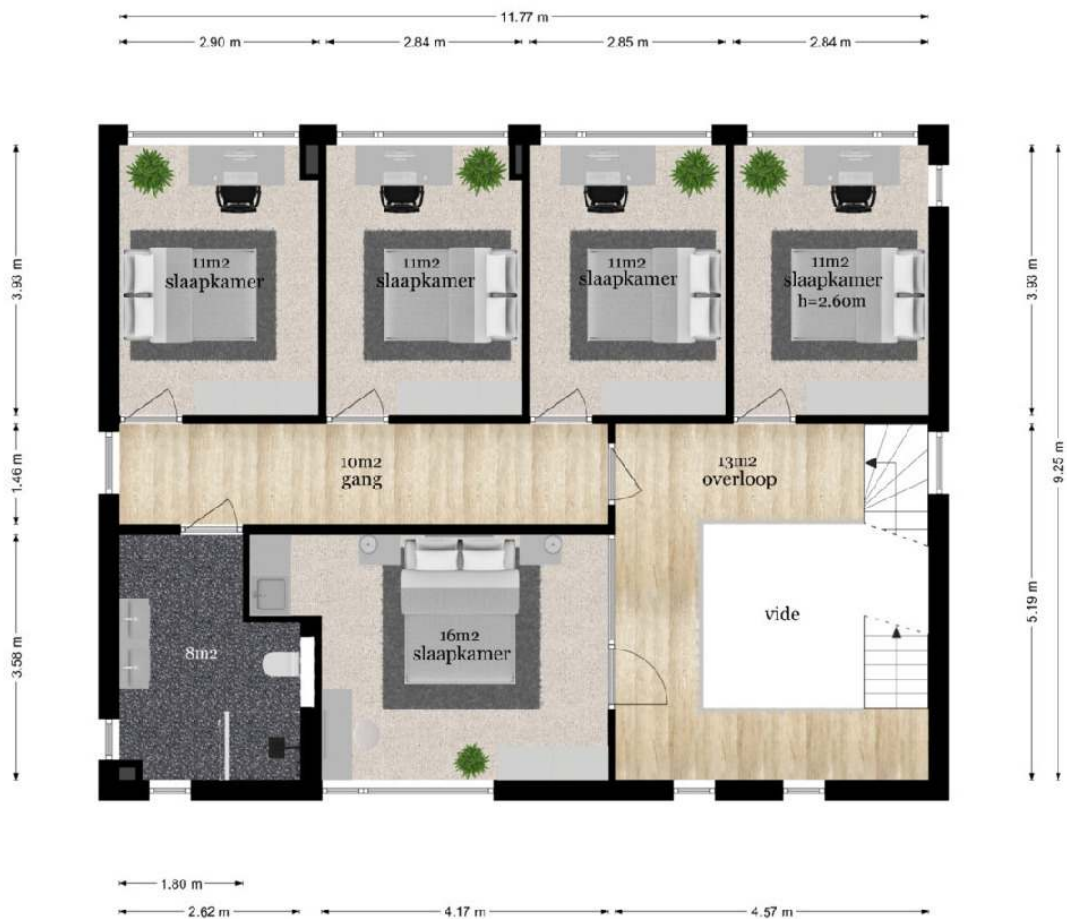 11.77 m
2.90 m
2.84 m
2.85 m
2.84 m
3.93 m
1.46 m
3.58 m
3.93 m
5.19 m
9.25 m
11m2
slaapkamer
11m2
slaapkamer
11m2
slaapkamer
11m2
slaapkamer
h=2.60m
10m2
gang
13m2
overloop
vide
8m2
16m2
slaapkamer
1.80 m
2.62 m
4.17 m
4.57 m